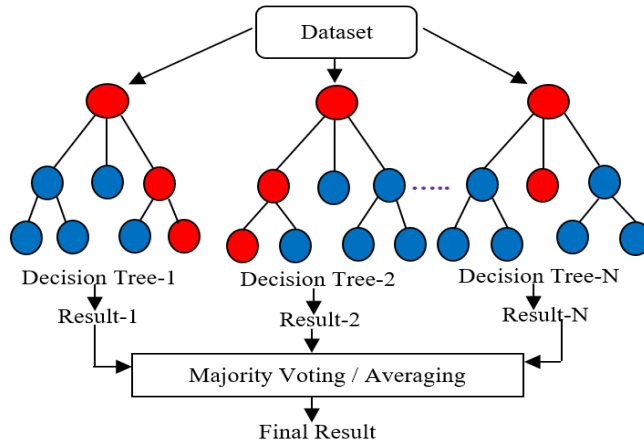 Dataset
Decision Tree-1
Decision Tree-2
Decision Tree-N
Result-1
Result-2
Result-N
Majority Voting / Averaging
Final Result